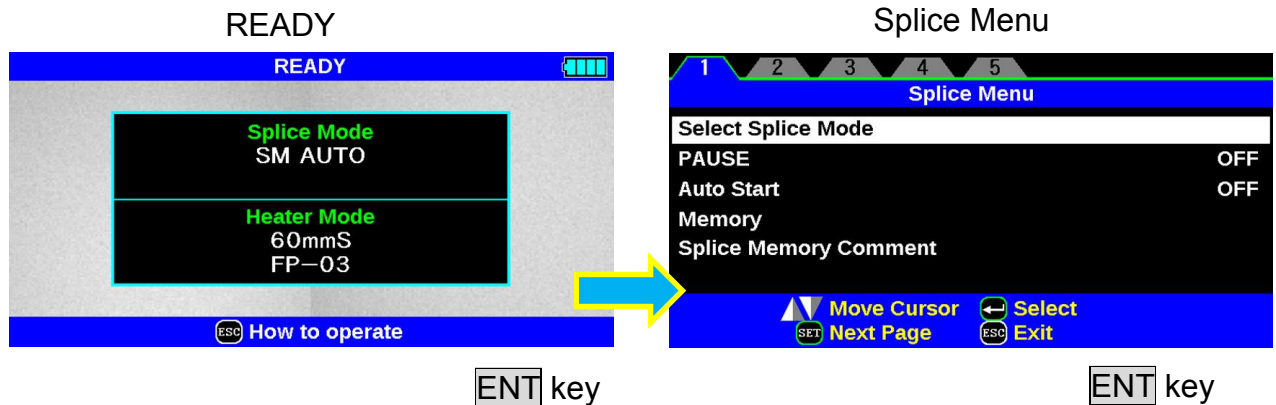 READY
READY
Splice Mode
SM AUTO
Heater Mode
60mmS
FP-03
ESC How to operate
ENT key
Splice Menu
1 2 3 4 5
Splice Menu
Select Splice Mode
PAUSE OFF
Auto Start OFF
Memory
Splice Memory Comment
Move Cursor Select
SET Next Page ESC Exit
ENT key